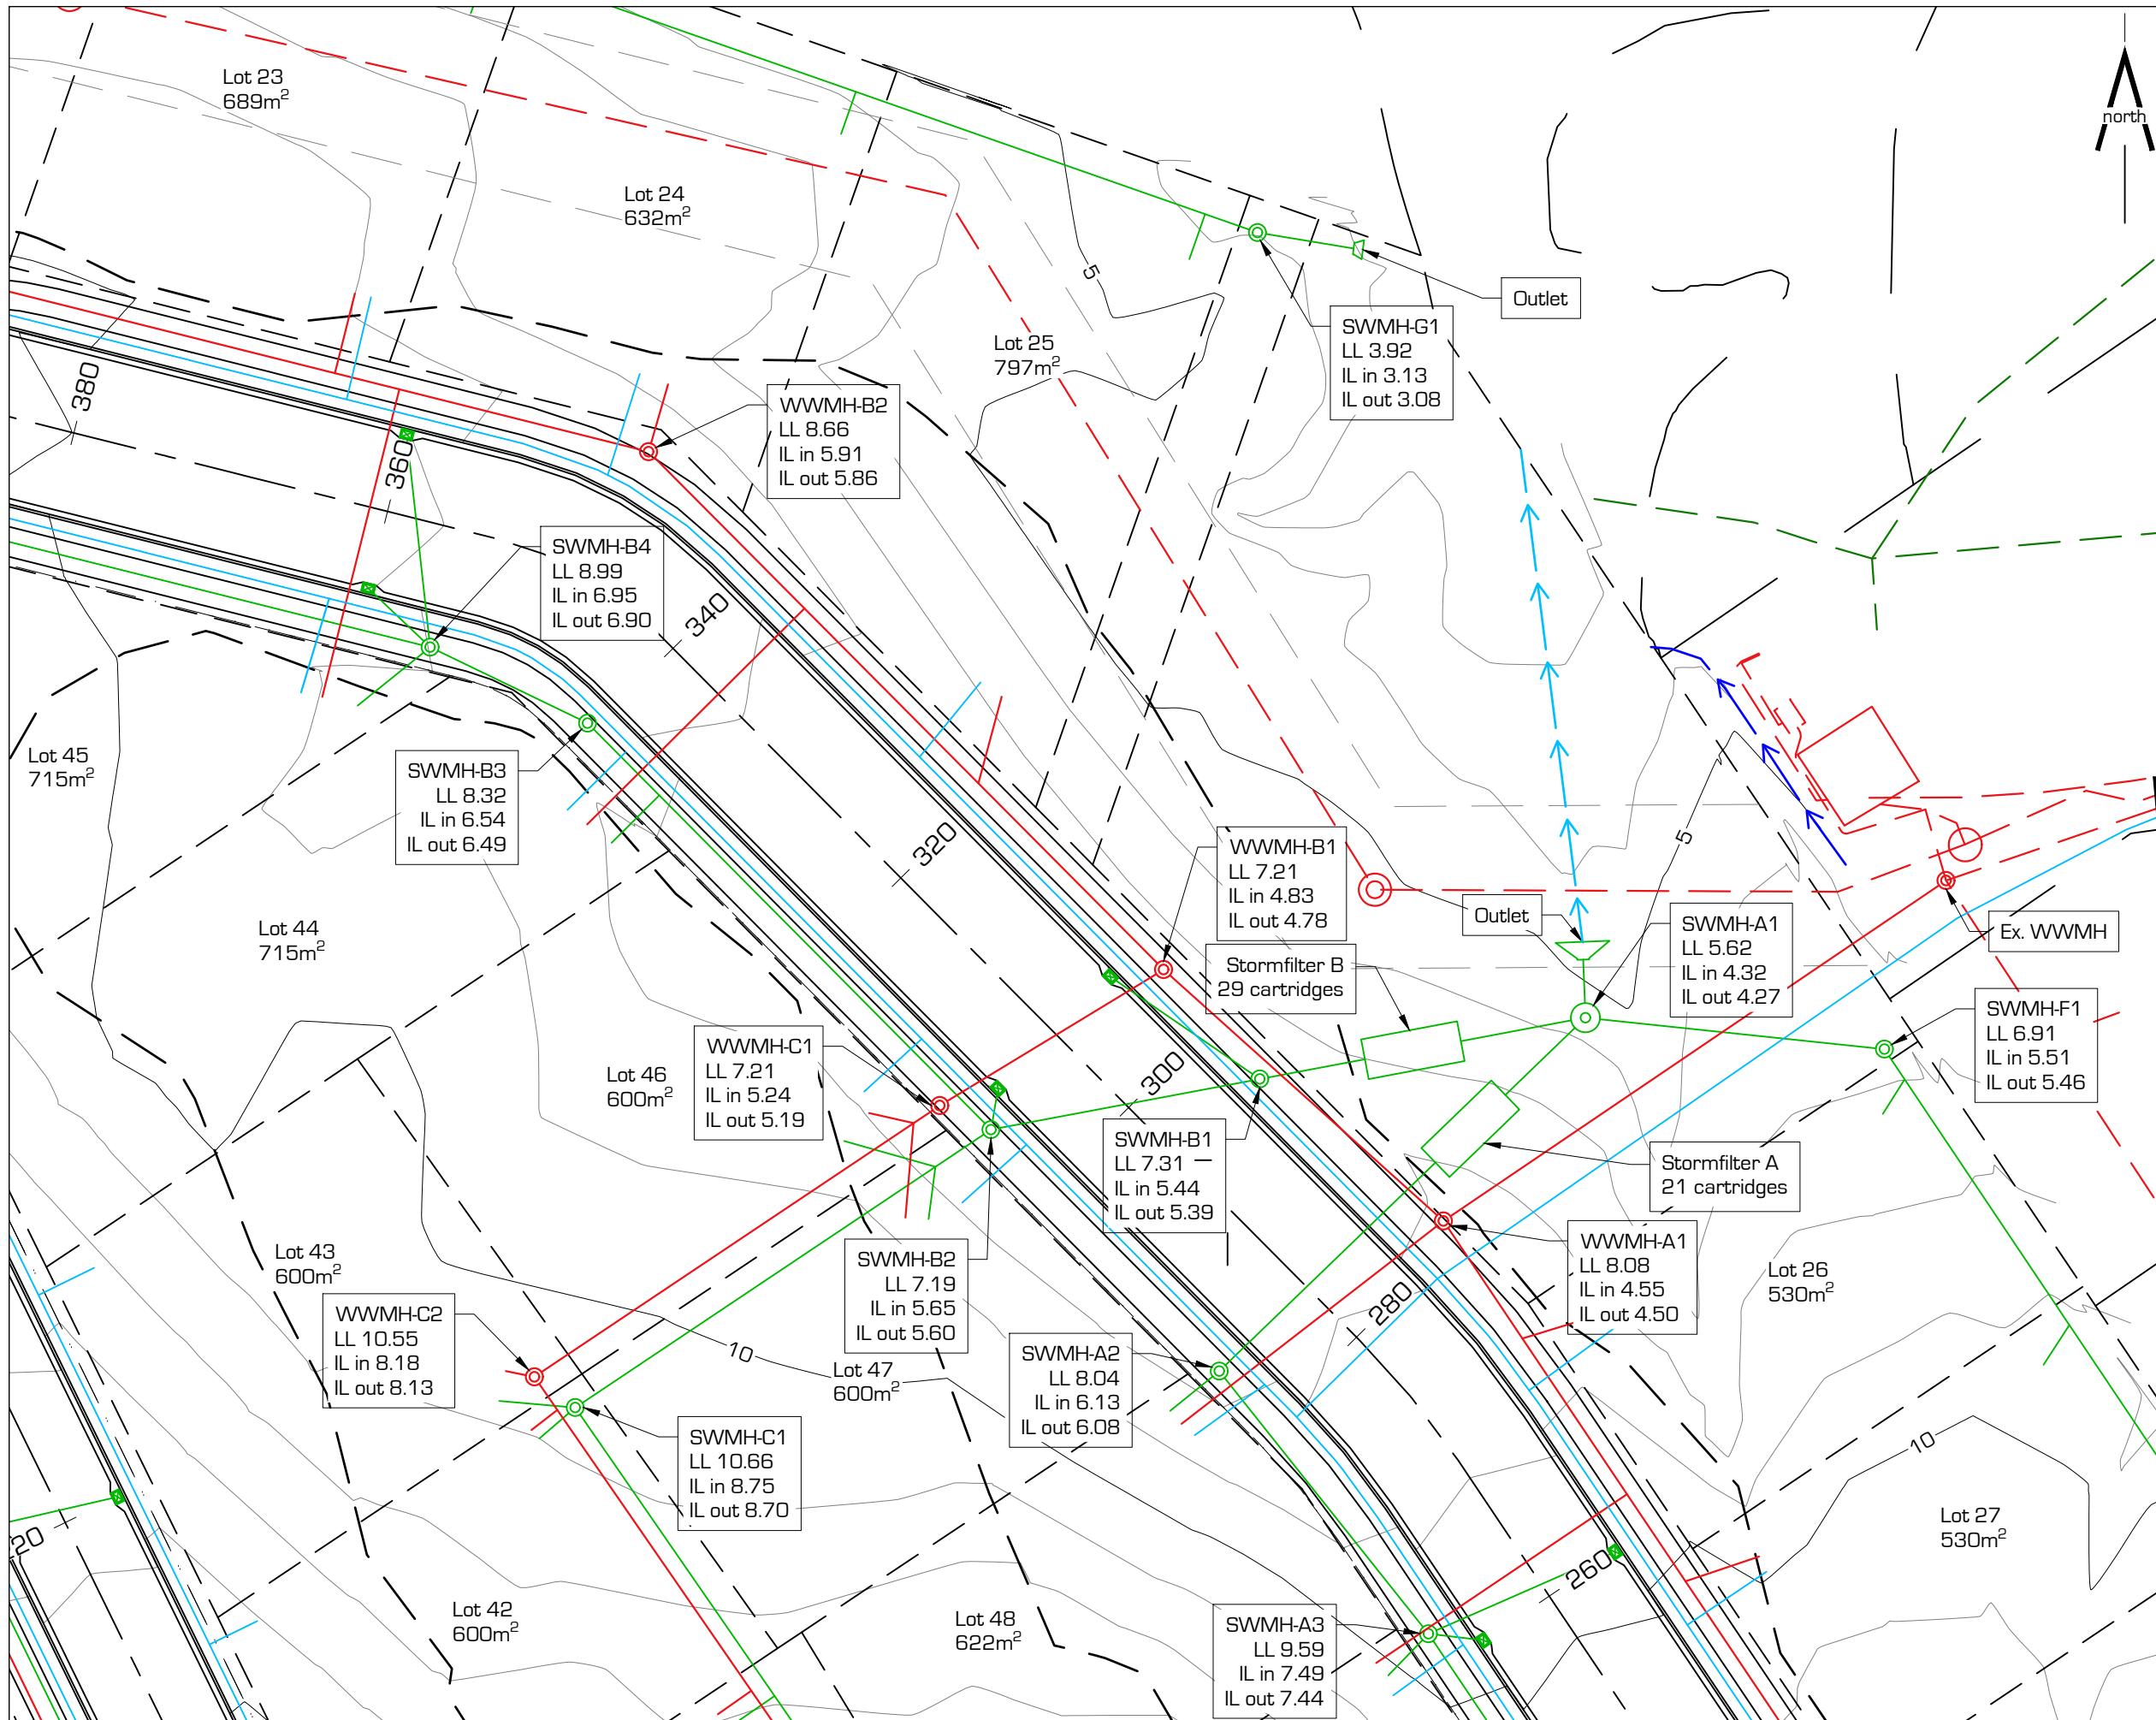 Lot 23
689m²
north
Lot 24
632m²
5
Outlet
Lot 25
797m²
SWMH-G1
LL 3.92
IL in 3.13
IL out 3.08
380
WWMH-B2
LL 8.66
IL in 5.91
IL out 5.86
360
SWMH-B4
LL 8.99
IL in 6.95
IL out 6.90
340
Lot 45
715m²
SWMH-B3
LL 8.32
IL in 6.54
IL out 6.49
320
WWMH-B1
LL 7.21
IL in 4.83
IL out 4.78
5
Outlet
SWMH-A1
LL 5.62
IL in 4.32
IL out 4.27
Ex. WWMH
Lot 44
715m²
Stormfilter B
29 cartridges
SWMH-F1
LL 6.91
IL in 5.51
IL out 5.46
WWMH-C1
LL 7.21
IL in 5.24
IL out 5.19
300
Lot 46
600m²
SWMH-B1
LL 7.31
IL in 5.44
IL out 5.39
Stormfilter A
21 cartridges
Lot 43
600m²
SWMH-B2
LL 7.19
IL in 5.65
IL out 5.60
WWMH-A1
LL 8.08
IL in 4.55
IL out 4.50
Lot 26
530m²
280
WWMH-C2
LL 10.55
IL in 8.18
IL out 8.13
10
Lot 47
600m²
SWMH-A2
LL 8.04
IL in 6.13
IL out 6.08
SWMH-C1
LL 10.66
IL in 8.75
IL out 8.70
10
Lot 27
530m²
20
260
Lot 42
600m²
Lot 48
622m²
SWMH-A3
LL 9.59
IL in 7.49
IL out 7.44